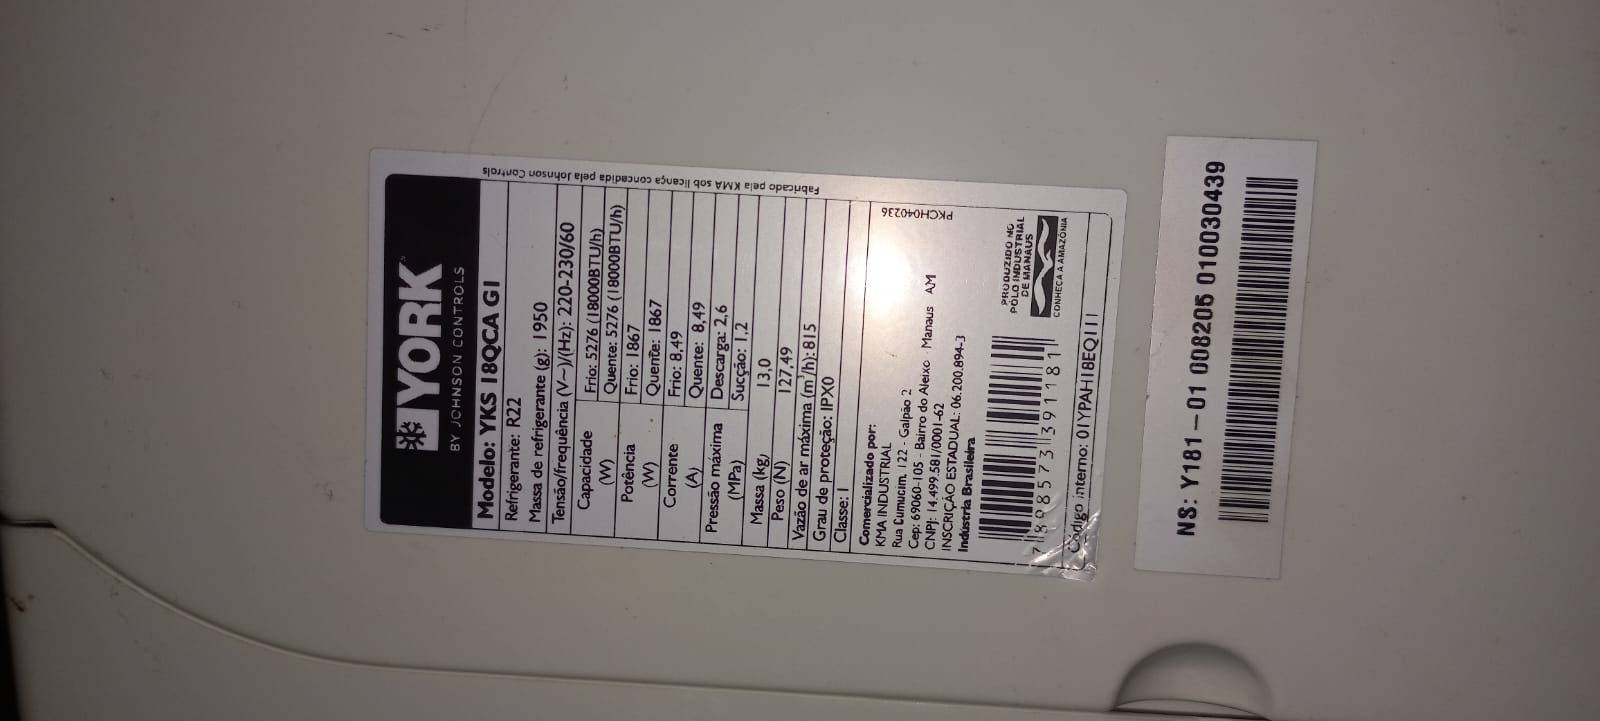 YORK
BY JOHNSON CONTROLS
Modelo: YKS 18QCA G1
Refrigerante: R22
Massa de refrigerante (g): 1950
Tensão/frequência (V~)/(Hz): 220-230/60
Capacidade (W)
Frio: 5276 (18000BTU/h)
Quente: 5276 (18000BTU/h)
Potência (W)
Frio: 1867
Quente: 1867
Corrente (A)
Frio: 8,49
Quente: 8,49
Pressão máxima (MPa)
Descarga: 2,6
Sucção: 1,2
Massa (kg) 13,0
Peso (N) 127,49
Vazão de ar máxima (m³/h): 815
Grau de proteção: IPX0
Classe: I
Comercializado por:
KMA INDUSTRIAL
Rua Cumucim, 122 - Galpão 2
Cep: 69060-105 - Bairro do Aleixo - Manaus AM
CNPJ: 14.499.581/0001-62
INSCRIÇÃO ESTADUAL: 06.200.894-3
Indústria Brasileira
7 898573 391181
Código interno: 01YPAH18EQ111
PRODUZIDO NO
PÓLO INDUSTRIAL
DE MANAUS
CONHEÇA A AMAZÔNIA
PKCH040236
Fabricado pela KMA sob licença concedida pela Johnson Controls
NS: Y181-01 008205 010030439